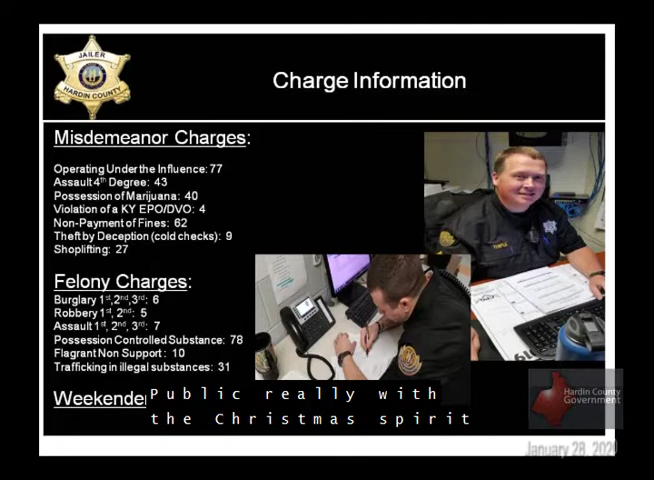 JAILER
HARDIN COUNTY
Charge Information
Misdemeanor Charges:
Operating Under the Influence: 77
Assault 4th Degree: 43
Possession of Marijuana: 40
Violation of a KY EPO/DVO: 4
Non-Payment of Fines: 62
Theft by Deception (cold checks): 9
Shoplifting: 27
Felony Charges:
Burglary 1st,2nd,3rd: 6
Robbery 1st, 2nd: 5
Assault 1st, 2nd, 3rd: 7
Possession Controlled Substance: 78
Flagrant Non Support : 10
Trafficking in illegal substances: 31
Weekende
Public really with
the Christmas spirit
Hardin County
Government
January 28, 2020